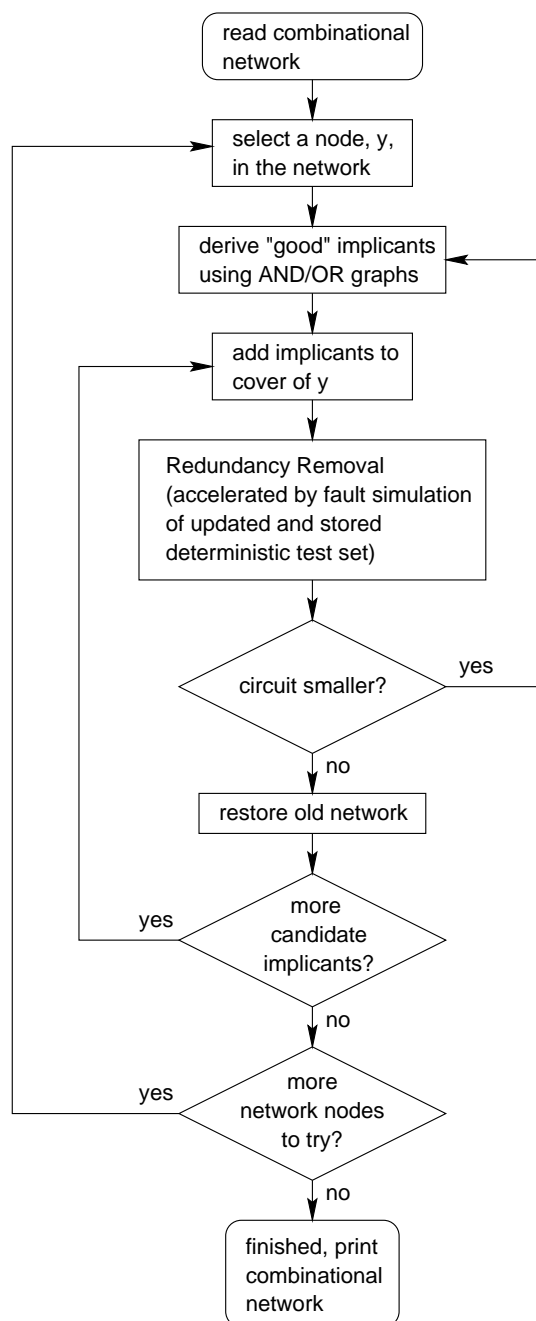 read combinational
network
select a node, y,
in the network
derive "good" implicants
using AND/OR graphs
add implicants to
cover of y
Redundancy Removal
(accelerated by fault simulation
of updated and stored
deterministic test set)
circuit smaller?
yes
no
restore old network
yes
more
candidate
implicants?
no
yes
more
network nodes
to try?
no
finished, print
combinational
network